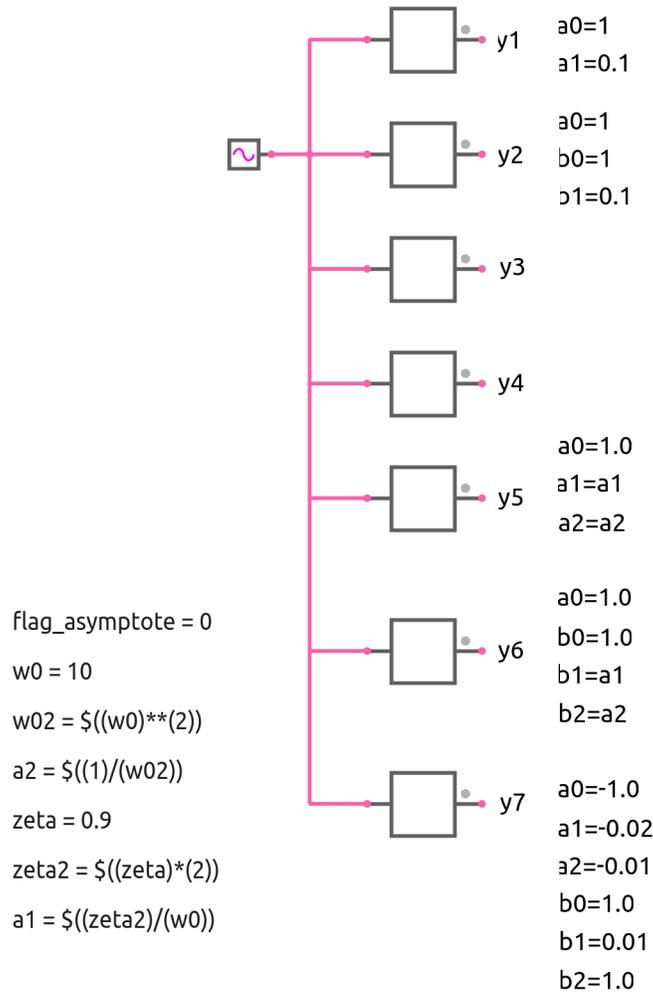 y1
a0=1
a1=0.1
y2
a0=1
b0=1
b1=0.1
y3
y4
y5
a0=1.0
a1=a1
a2=a2
y6
a0=1.0
b0=1.0
b1=a1
b2=a2
y7
a0=-1.0
a1=-0.02
a2=-0.01
b0=1.0
b1=0.01
b2=1.0
flag_asymptote = 0
w0 = 10
w02 = $((w0)**(2))
a2 = $((1)/(w02))
zeta = 0.9
zeta2 = $((zeta)*(2))
a1 = $((zeta2)/(w0))